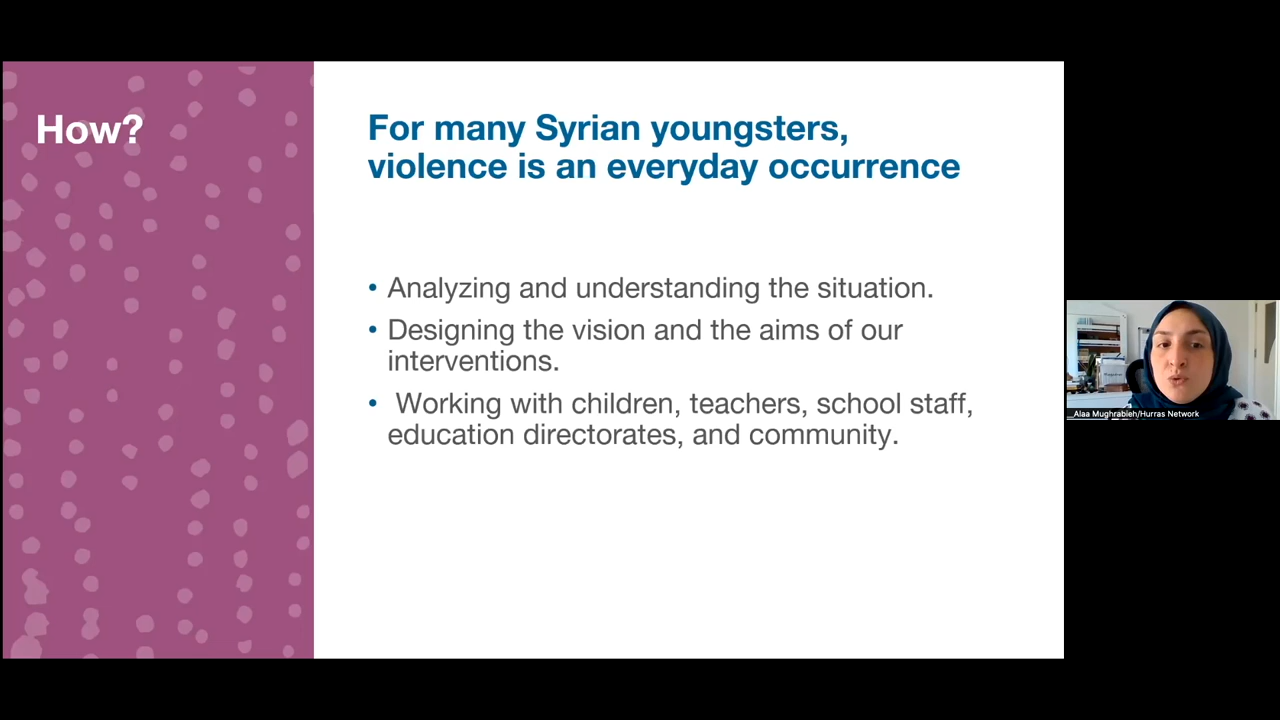 How?
For many Syrian youngsters,
violence is an everyday occurrence
• Analyzing and understanding the situation.
• Designing the vision and the aims of our
interventions.
• Working with children, teachers, school staff,
education directorates, and community.
_Alaa Mughrabieh/Hurras Network